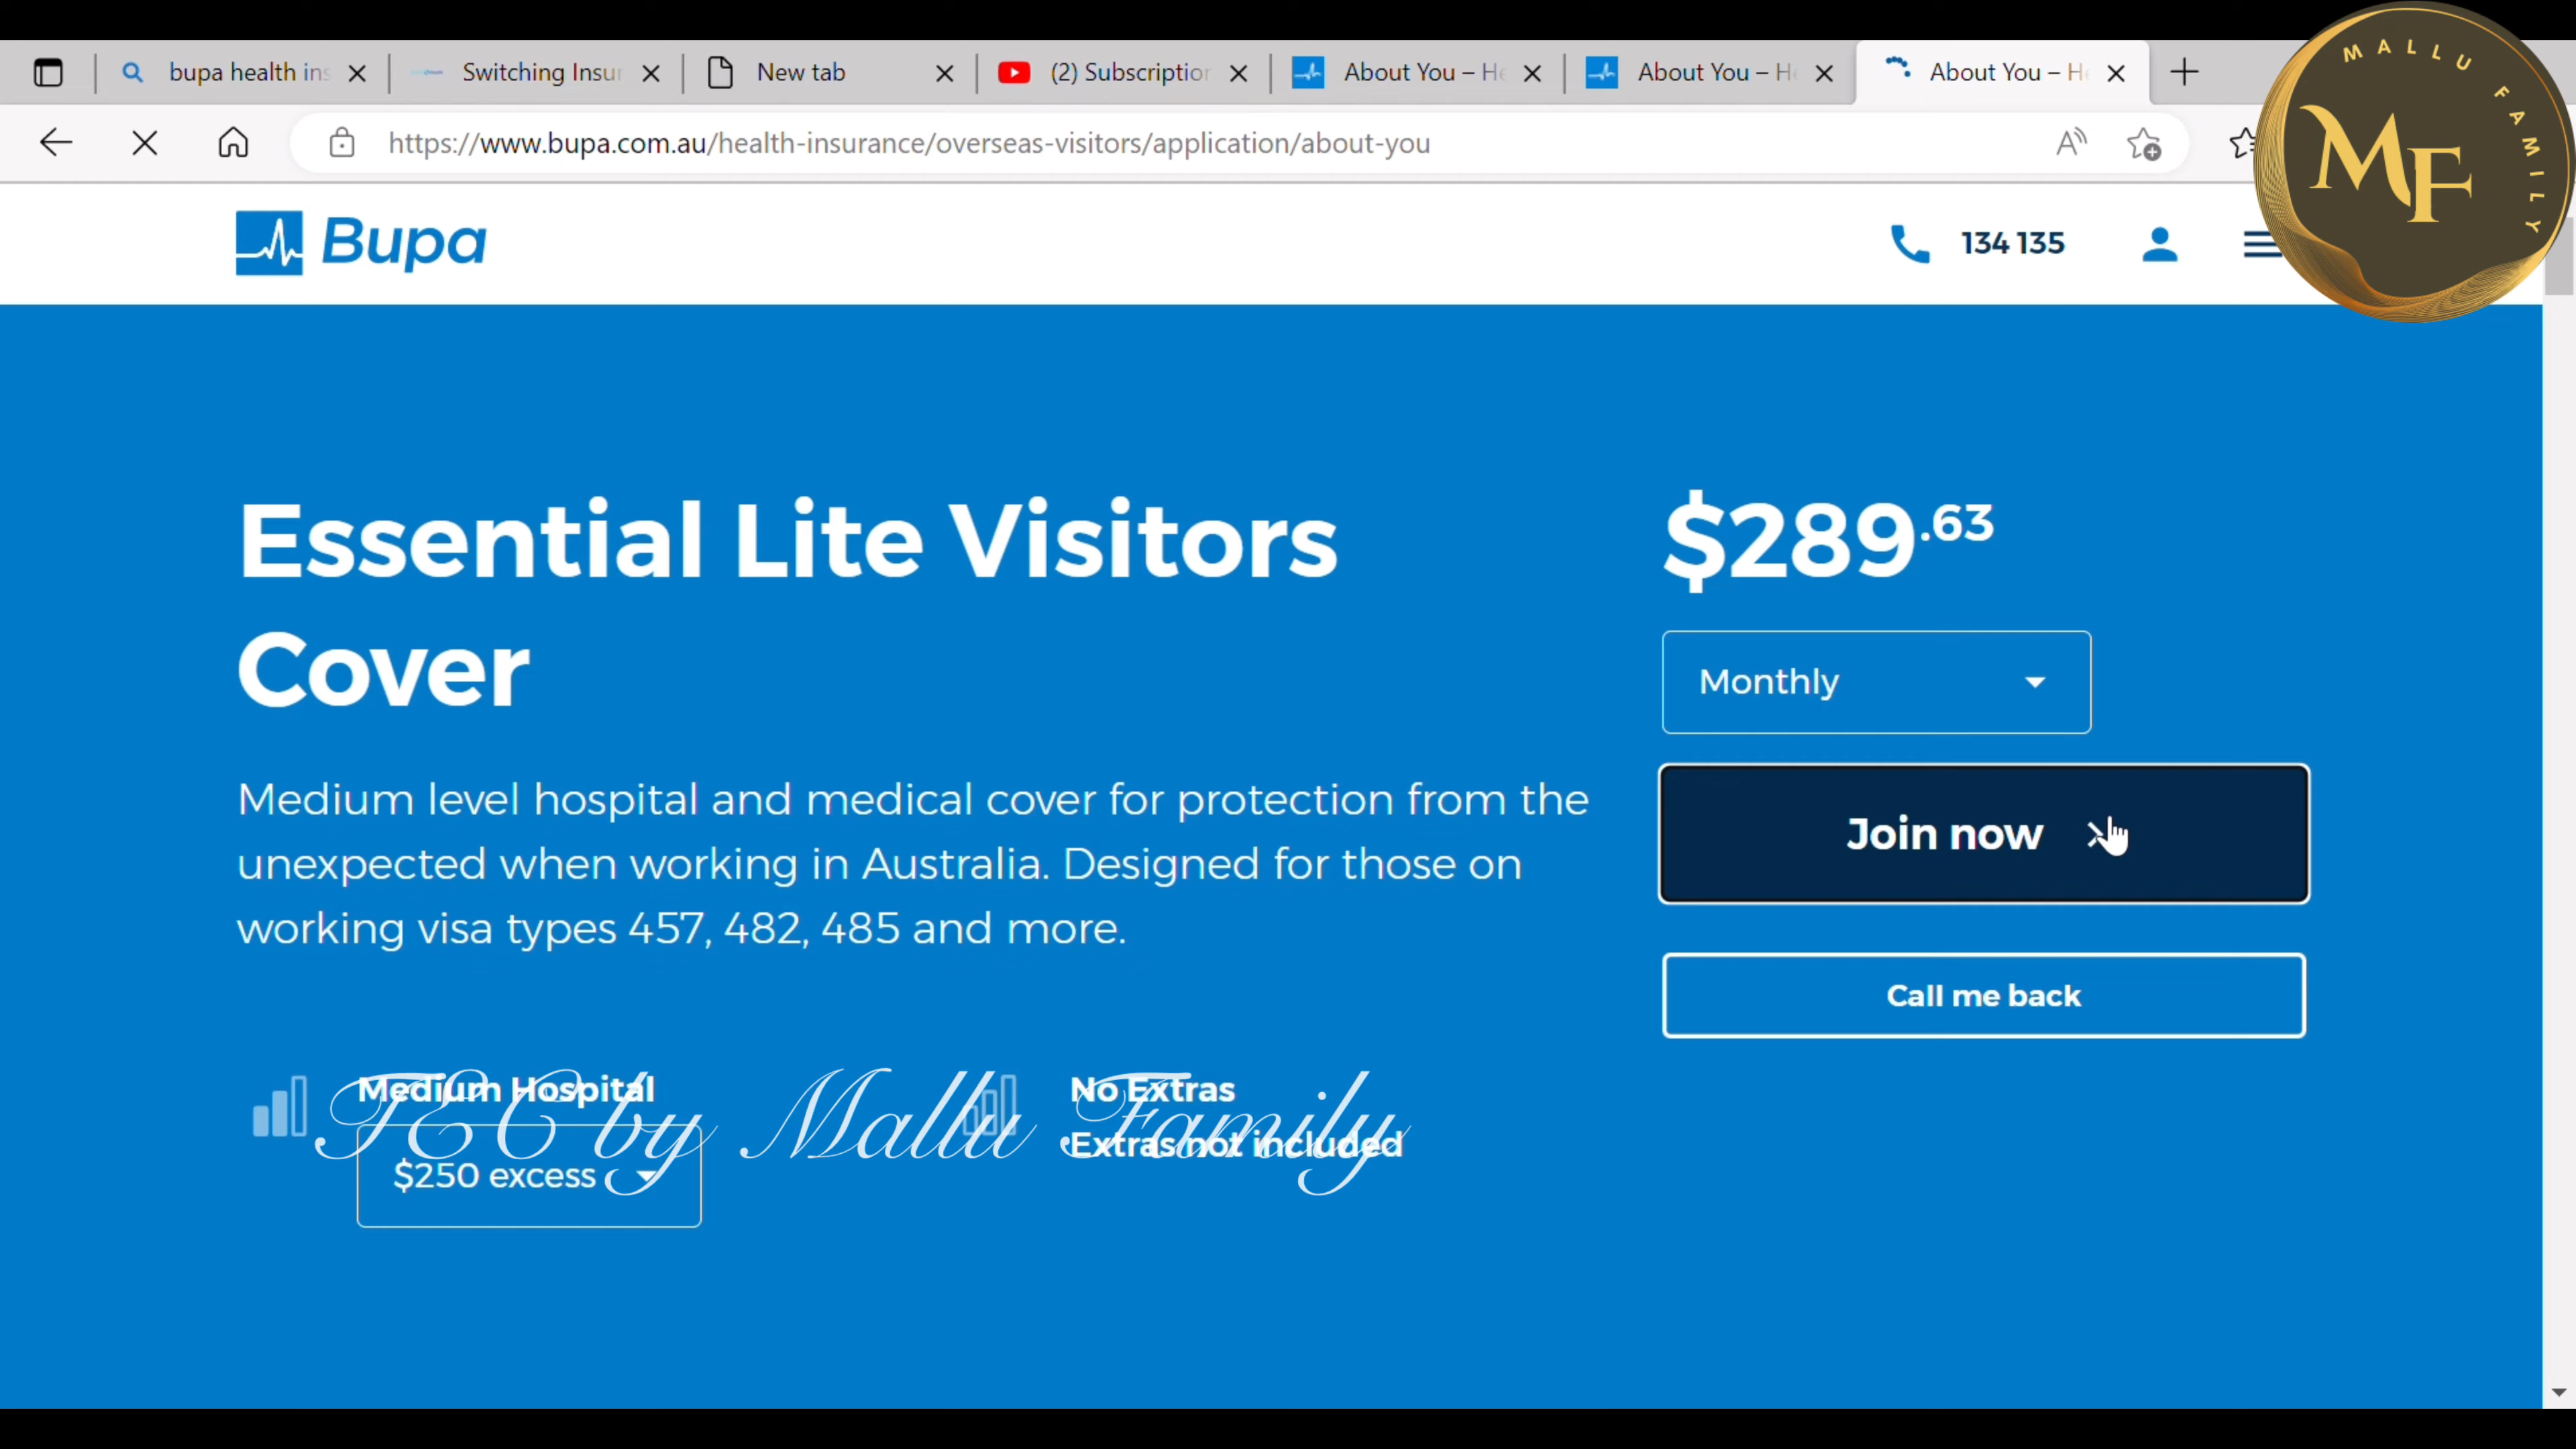 bupa health ins
Switching Insur
New tab
(2) Subscription
About You – He
About You – He
About You – He
https://www.bupa.com.au/health-insurance/overseas-visitors/application/about-you
MALLU FAMILY
MF
Bupa
134 135
Essential Lite Visitors
Cover
$289.63
Monthly
Medium level hospital and medical cover for protection from the
unexpected when working in Australia. Designed for those on
working visa types 457, 482, 485 and more.
Join now
Call me back
Medium Hospital
No Extras
TEC by Mallu Family
Extras not included
$250 excess